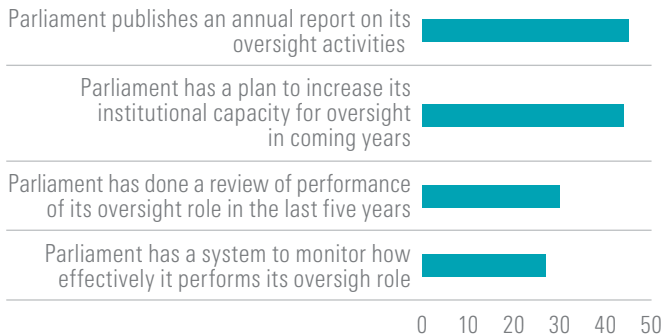 Parliament publishes an annual report on its
oversight activities
Parliament has a plan to increase its
institutional capacity for oversight
in coming years
Parliament has done a review of performance
of its oversight role in the last five years
Parliament has a system to monitor how
effectively it performs its oversigh role
0 10 20 30 40 50